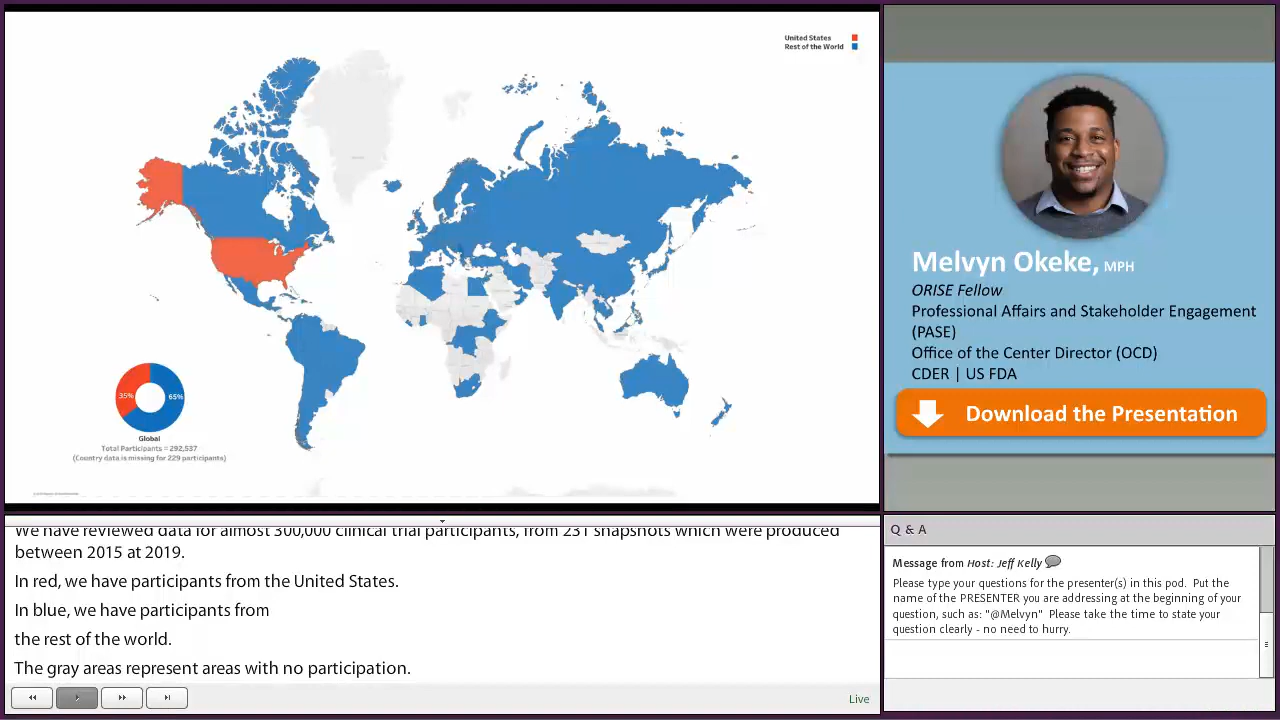 United States
Rest of the World
35%
65%
Global
Total Participants = 292,537
(Country data is missing for 229 participants)
Melvyn Okeke, MPH
ORISE Fellow
Professional Affairs and Stakeholder Engagement
(PASE)
Office of the Center Director (OCD)
CDER | US FDA
Download the Presentation
We have reviewed data for almost 300,000 clinical trial participants, from 231 snapshots which were produced
between 2015 at 2019.
In red, we have participants from the United States.
In blue, we have participants from
the rest of the world.
The gray areas represent areas with no participation.
Live
Q & A
Message from Host: Jeff Kelly
Please type your questions for the presenter(s) in this pod. Put the
name of the PRESENTER you are addressing at the beginning of your
question, such as: "@Melvyn" Please take the time to state your
question clearly - no need to hurry.